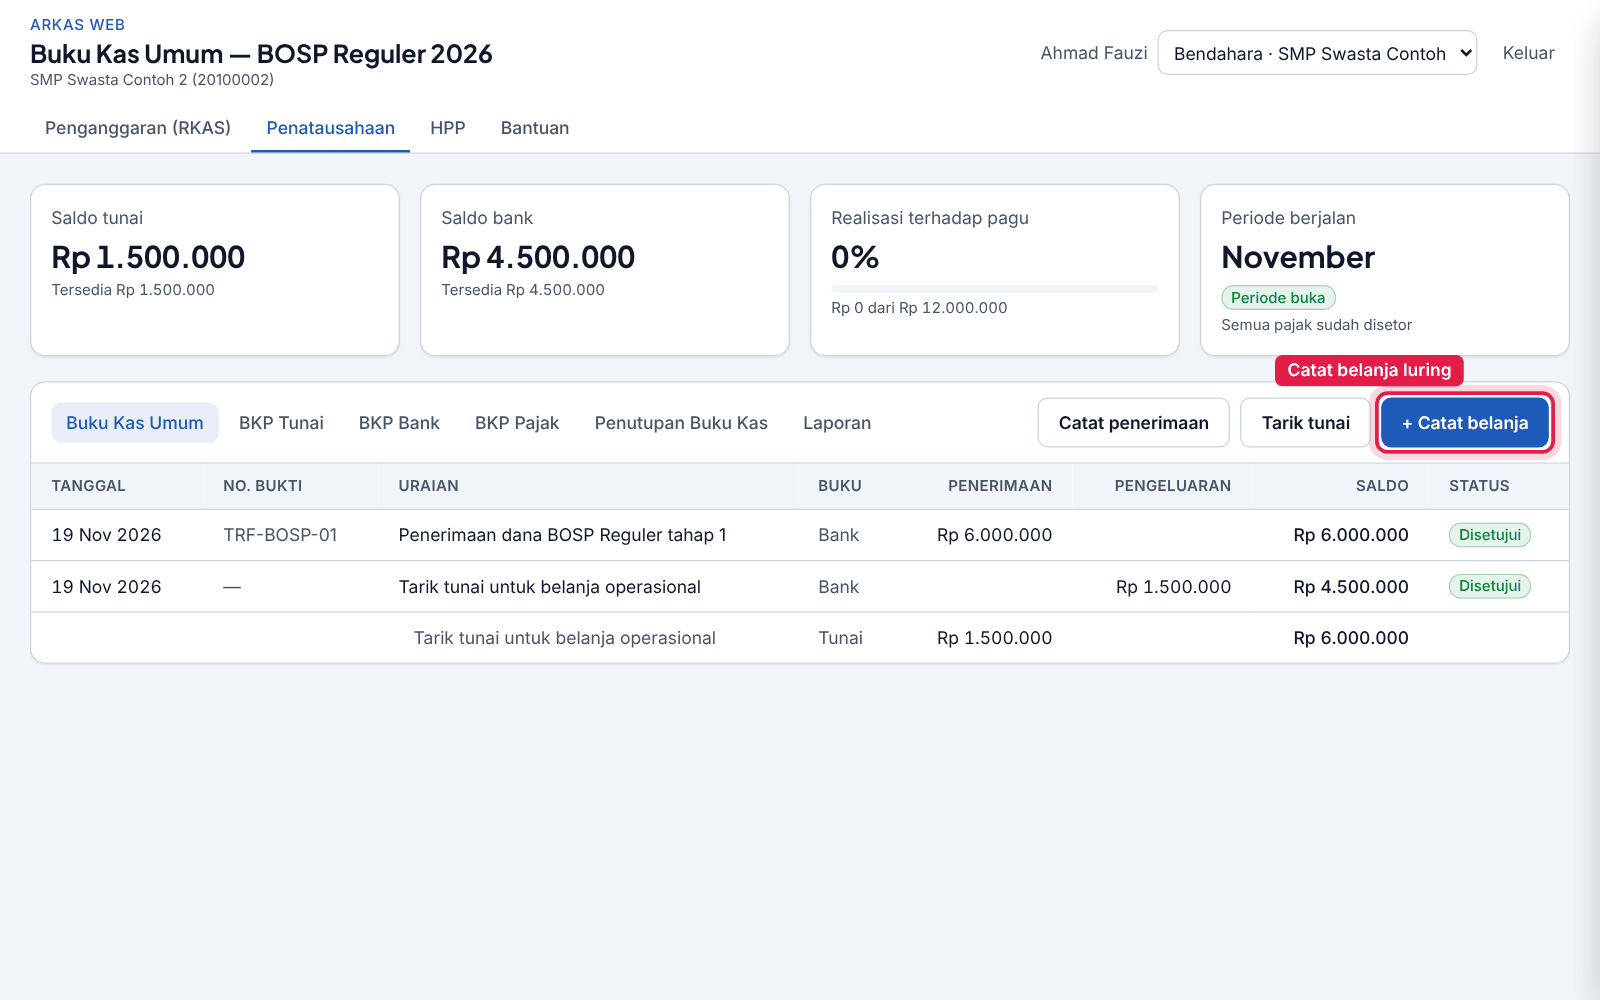 ARKAS WEB
Buku Kas Umum — BOSP Reguler 2026
SMP Swasta Contoh 2 (20100002)
Ahmad Fauzi
Bendahara · SMP Swasta Contoh
Keluar
Penganggaran (RKAS) Penatausahaan HPP Bantuan
Saldo tunai
Rp 1.500.000
Tersedia Rp 1.500.000
Saldo bank
Rp 4.500.000
Tersedia Rp 4.500.000
Realisasi terhadap pagu
0%
Rp 0 dari Rp 12.000.000
Periode berjalan
November
Periode buka
Semua pajak sudah disetor
Catat belanja luring
Buku Kas Umum BKP Tunai BKP Bank BKP Pajak Penutupan Buku Kas Laporan Catat penerimaan Tarik tunai + Catat belanja
TANGGAL NO. BUKTI URAIAN BUKU PENERIMAAN PENGELUARAN SALDO STATUS
19 Nov 2026 TRF-BOSP-01 Penerimaan dana BOSP Reguler tahap 1 Bank Rp 6.000.000 Rp 6.000.000 Disetujui
19 Nov 2026 — Tarik tunai untuk belanja operasional Bank Rp 1.500.000 Rp 4.500.000 Disetujui
Tarik tunai untuk belanja operasional Tunai Rp 1.500.000 Rp 6.000.000